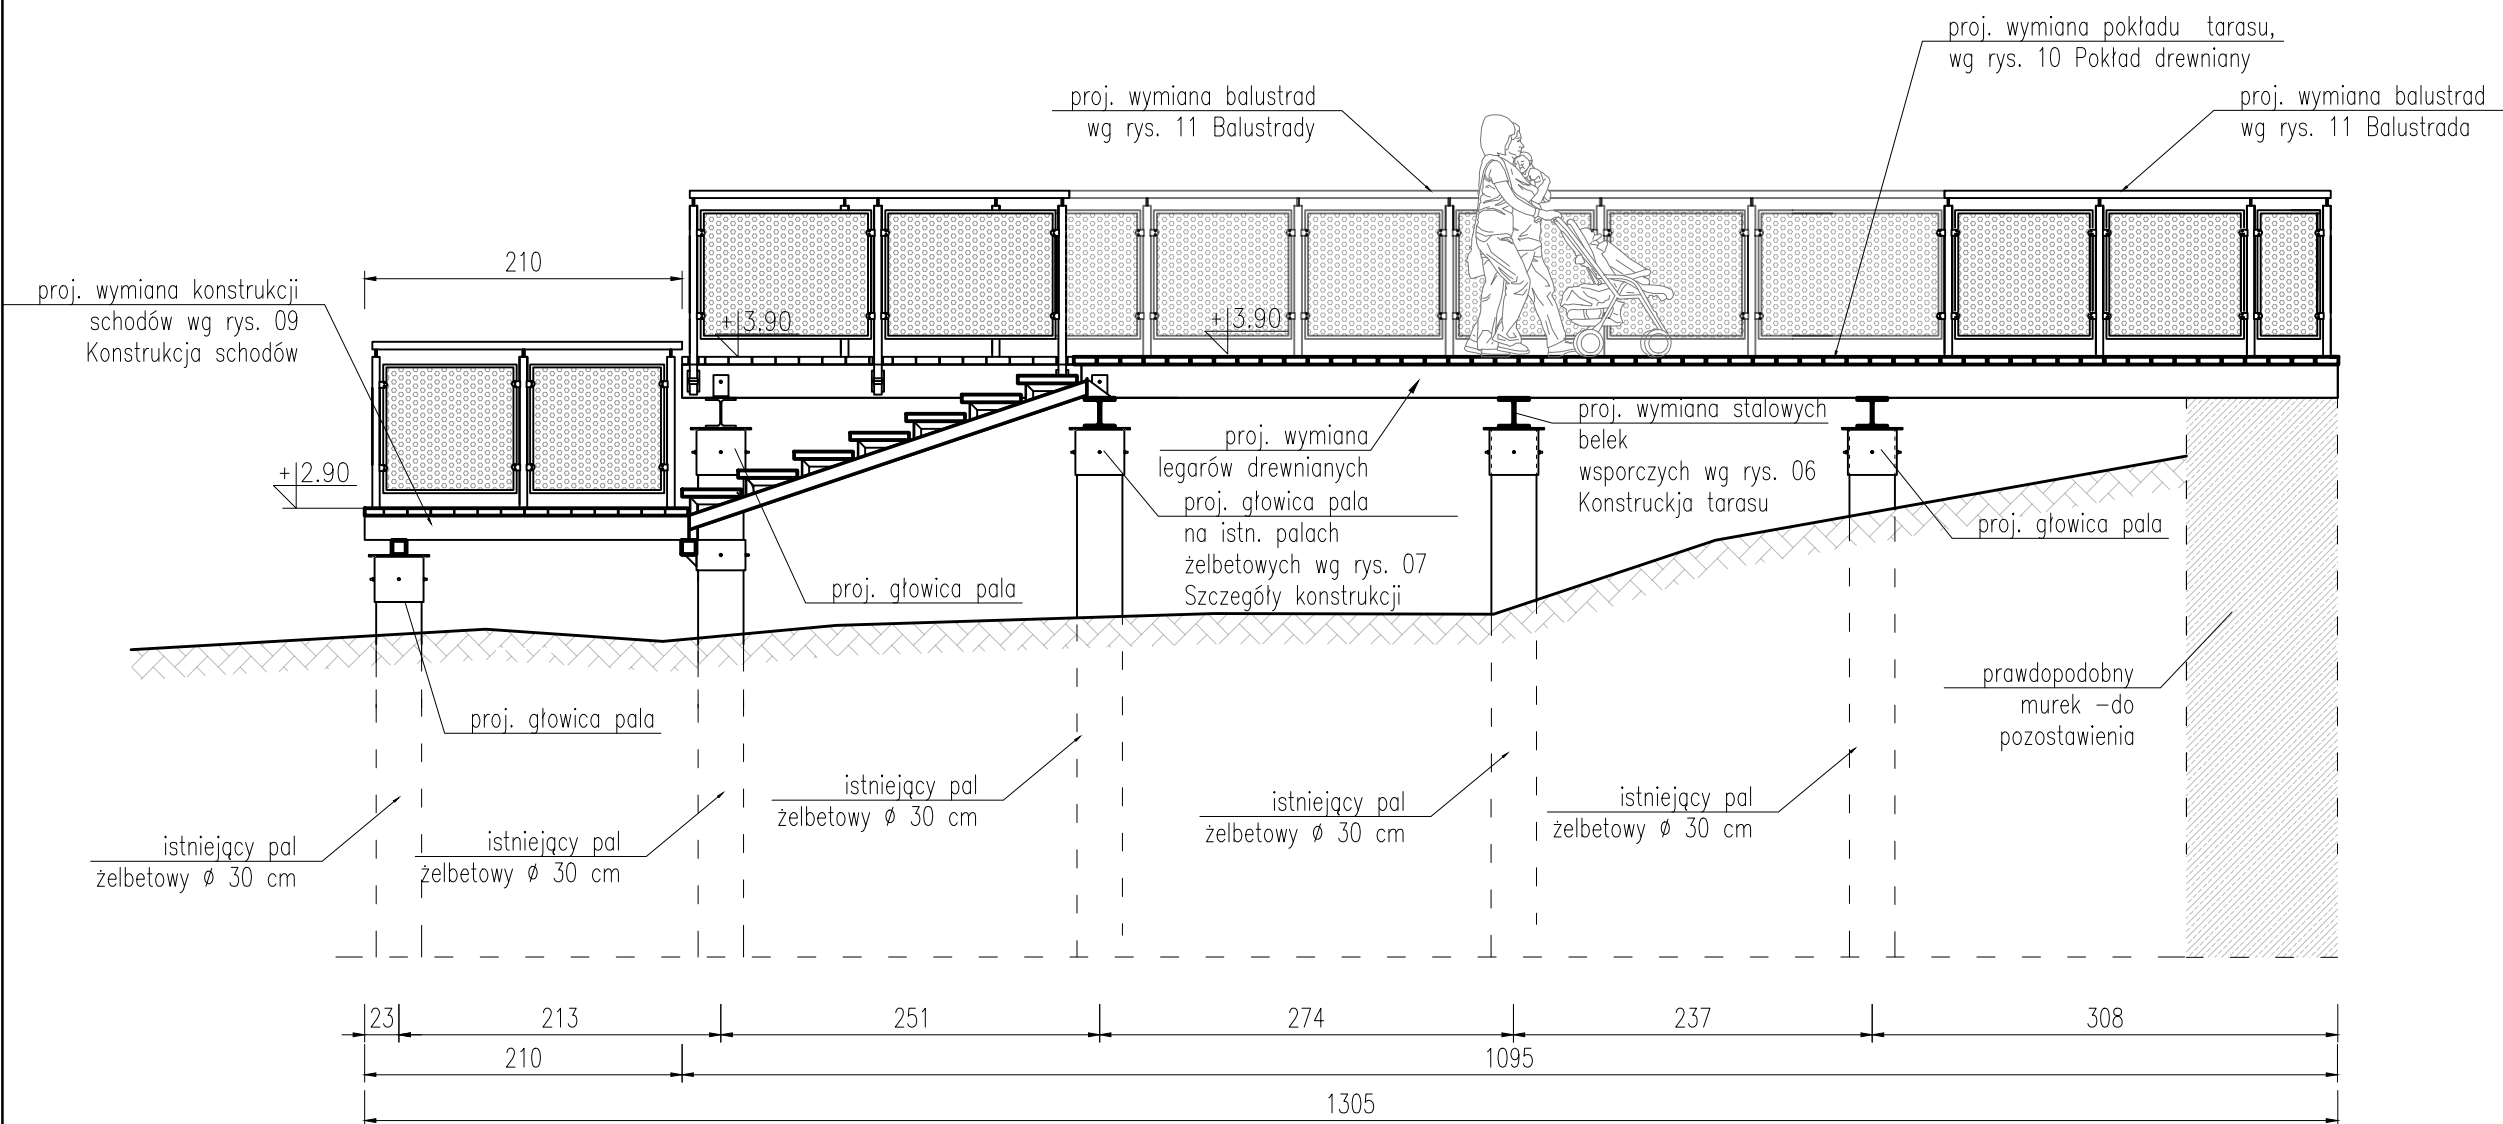 proj. wymiana pokładu tarasu,
wg rys. 10 Pokład drewniany
proj. wymiana balustrad
wg rys. 11 Balustrady
proj. wymiana balustrad
wg rys. 11 Balustrada
210
proj. wymiana konstrukcji
schodów wg rys. 09
Konstrukcja schodów
+3.90
+3.90
+2.90
proj. wymiana
legarów drewnianych
proj. wymiana stalowych
belek
wsporczych wg rys. 06
Konstruckja tarasu
proj. głowica pala
na istn. palach
żelbetowych wg rys. 07
Szczegóły konstrukcji
proj. głowica pala
proj. głowica pala
proj. głowica pala
prawdopodobny
murek -do
pozostawienia
istniejący pal
żelbetowy ø 30 cm
istniejący pal
żelbetowy ø 30 cm
istniejący pal
żelbetowy ø 30 cm
istniejący pal
żelbetowy ø 30 cm
istniejący pal
żelbetowy ø 30 cm
23 213 251 274 237 308
210 1095
1305